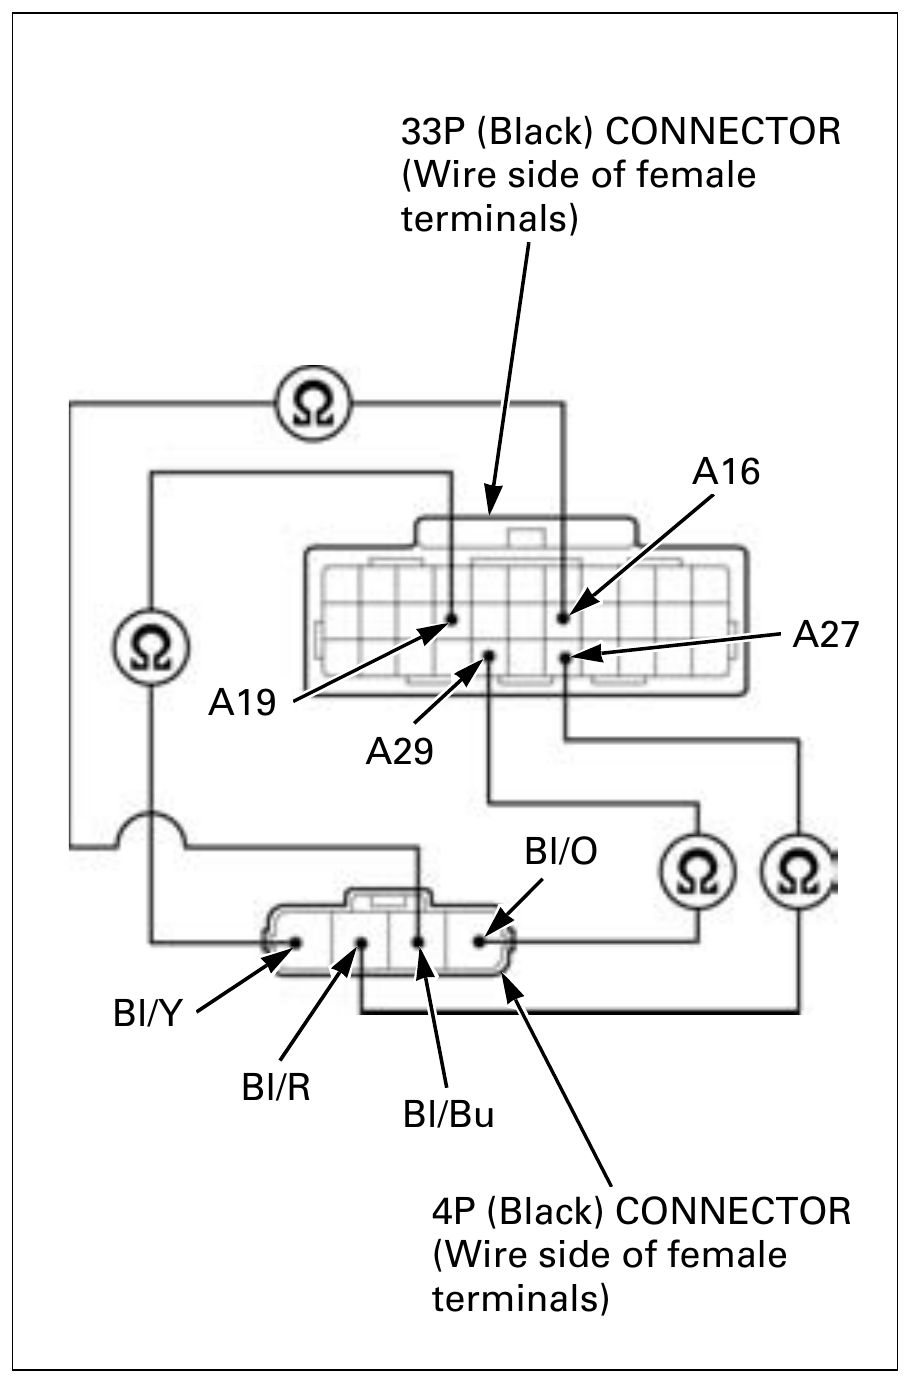 33P (Black) CONNECTOR
(Wire side of female
terminals)
Ω
A16
Ω
A27
A19
A29
Bl/O
Ω
Ω
Bl/Y
Bl/R
Bl/Bu
4P (Black) CONNECTOR
(Wire side of female
terminals)